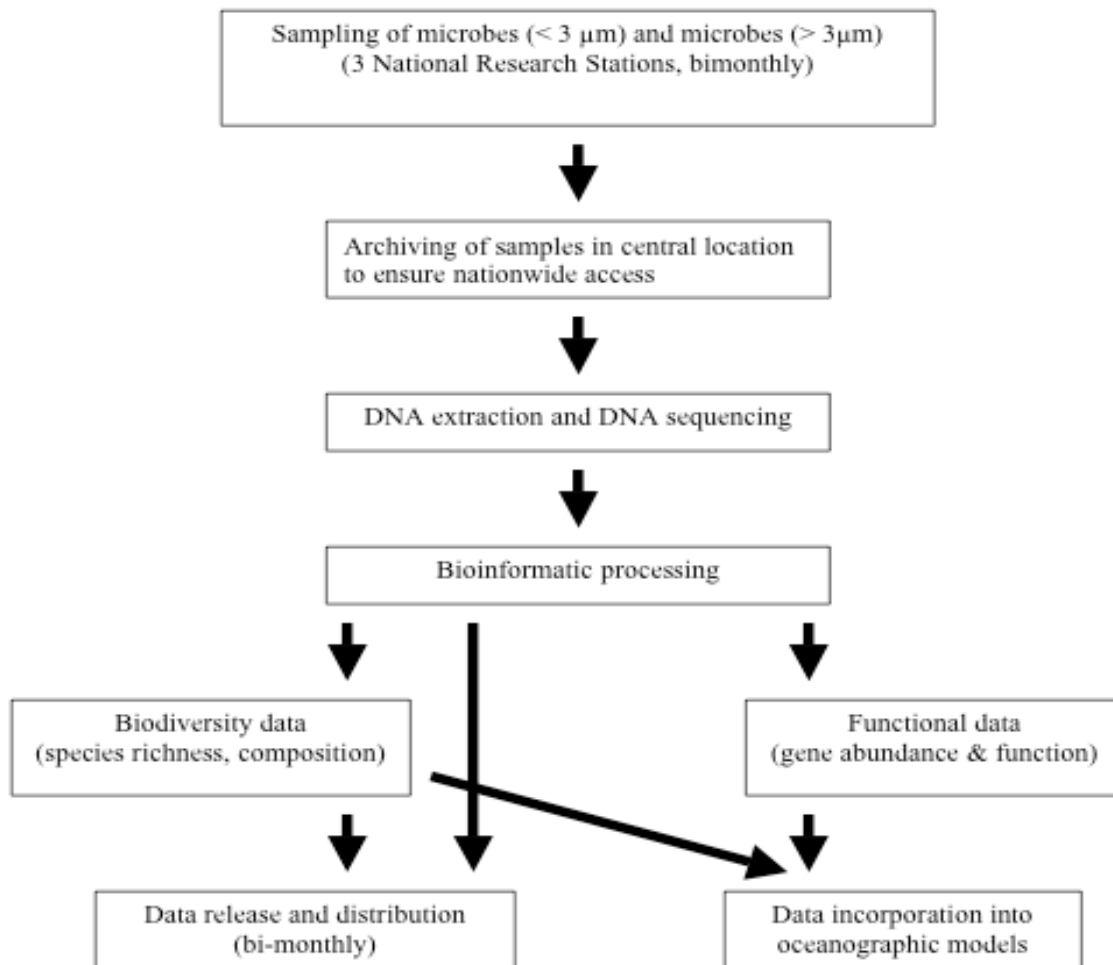 Sampling of microbes (< 3 µm) and microbes (> 3µm)
(3 National Research Stations, bimonthly)
Archiving of samples in central location
to ensure nationwide access
DNA extraction and DNA sequencing
Bioinformatic processing
Biodiversity data
(species richness, composition)
Functional data
(gene abundance & function)
Data release and distribution
(bi-monthly)
Data incorporation into
oceanographic models